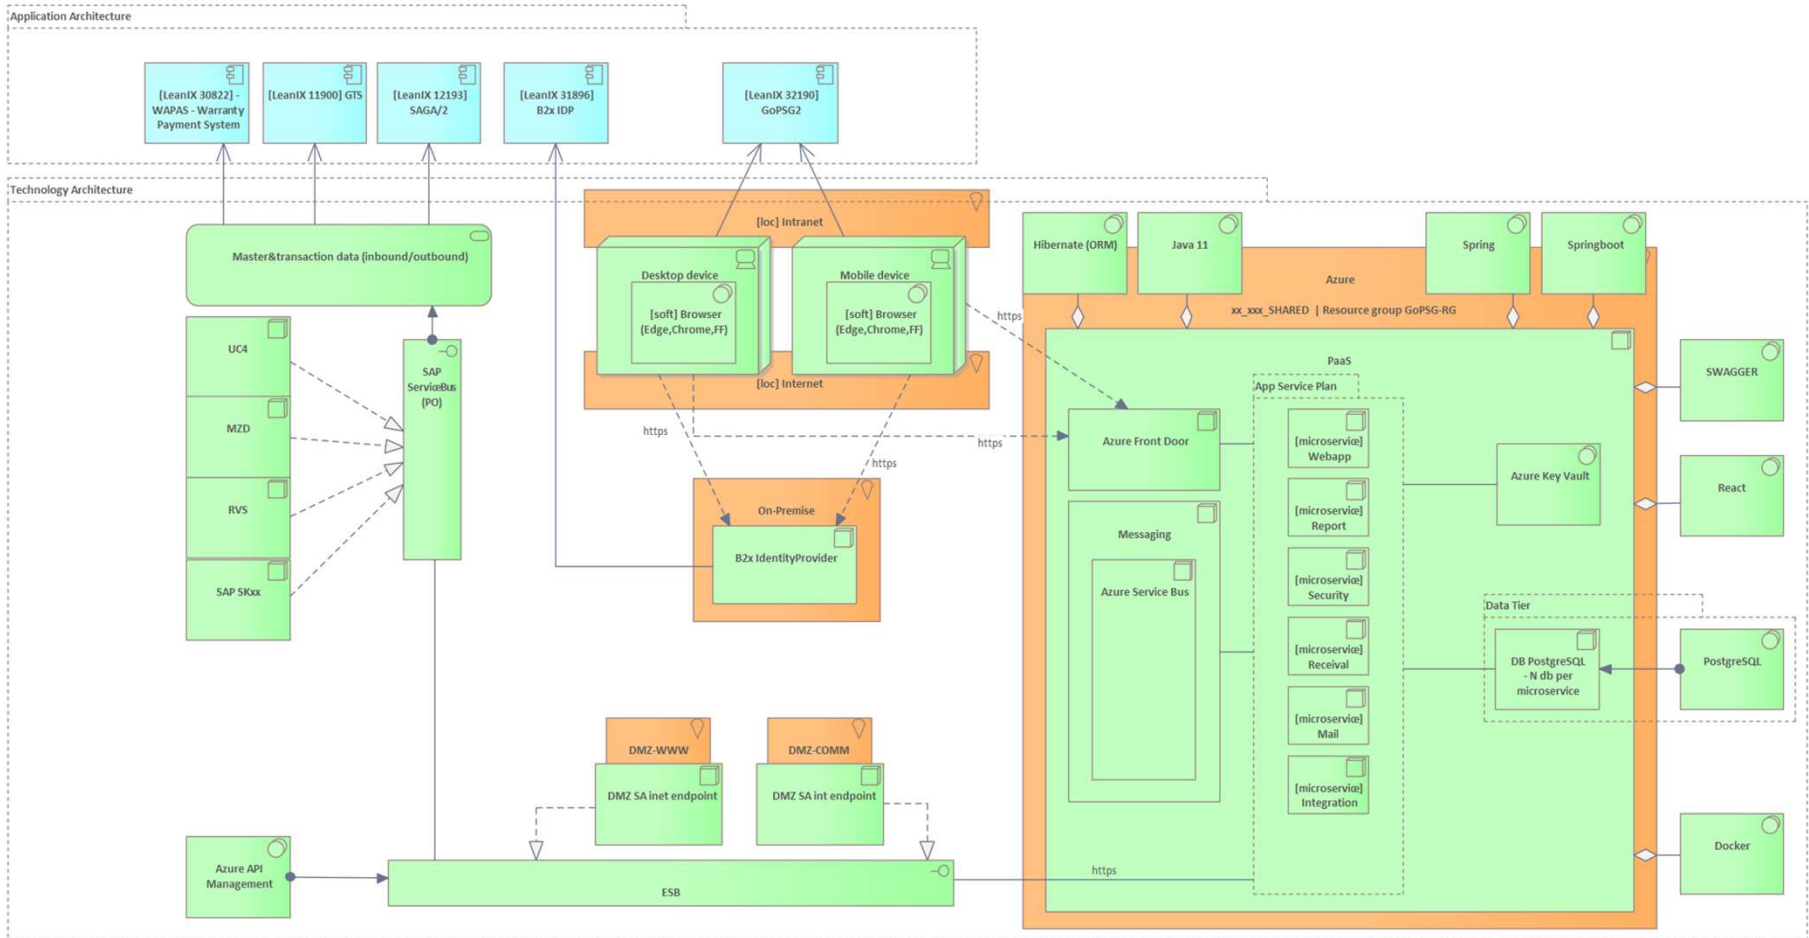 Application Architecture
[LeanIX 30822] -
WAPAS - Warranty
Payment System
[LeanIX 11900] GTS
[LeanIX 12193]
SAGA/2
[LeanIX 31896]
B2x IDP
[LeanIX 32190]
GoPSG2
Technology Architecture
Master&transaction data (inbound/outbound)
UC4
MZD
RVS
SAP SKxx
SAP
ServiceBus
(PO)
[loc] Intranet
Desktop device
[soft] Browser
(Edge,Chrome,FF)
Mobile device
[soft] Browser
(Edge,Chrome,FF)
[loc] Internet
https
https
https
https
On-Premise
B2x IdentityProvider
Hibernate (ORM)
Java 11
Spring
Springboot
Azure
xx_xxx_SHARED | Resource group GoPSG-RG
PaaS
App Service Plan
Azure Front Door
Messaging
Azure Service Bus
[microservice]
Webapp
[microservice]
Report
[microservice]
Security
[microservice]
Receival
[microservice]
Mail
[microservice]
Integration
Azure Key Vault
Data Tier
DB PostgreSQL
- N db per
microservice
PostgreSQL
SWAGGER
React
Docker
DMZ-WWW
DMZ SA inet endpoint
DMZ-COMM
DMZ SA int endpoint
Azure API
Management
ESB
https